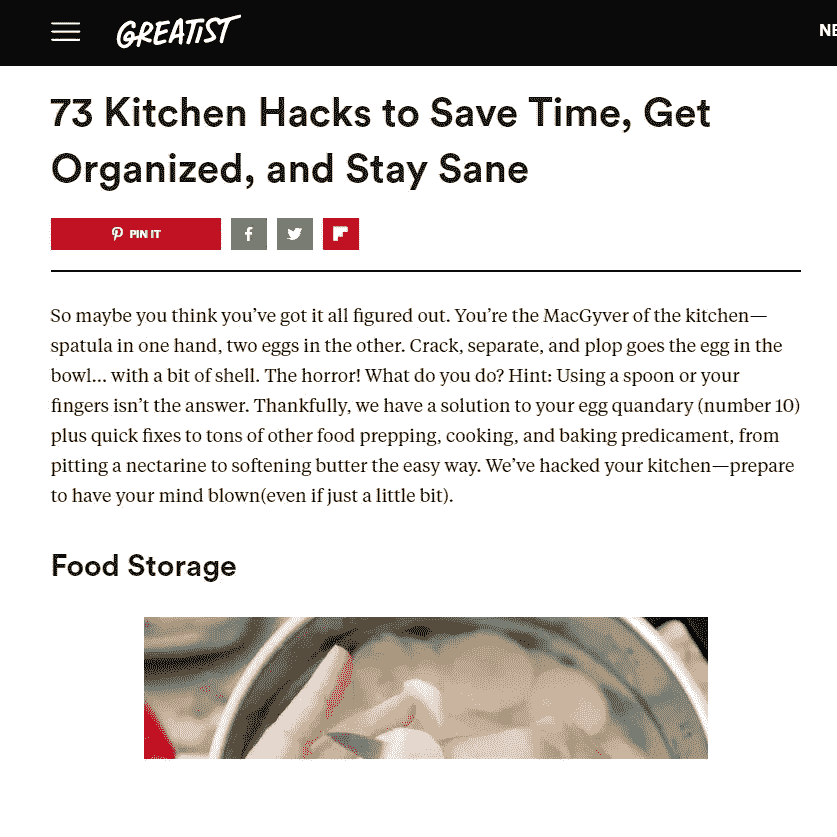 GREATIST
NE
73 Kitchen Hacks to Save Time, Get
Organized, and Stay Sane
PIN IT
So maybe you think you’ve got it all figured out. You’re the MacGyver of the kitchen—
spatula in one hand, two eggs in the other. Crack, separate, and plop goes the egg in the
bowl... with a bit of shell. The horror! What do you do? Hint: Using a spoon or your
fingers isn’t the answer. Thankfully, we have a solution to your egg quandary (number 10)
plus quick fixes to tons of other food prepping, cooking, and baking predicament, from
pitting a nectarine to softening butter the easy way. We’ve hacked your kitchen—prepare
to have your mind blown(even if just a little bit).
Food Storage